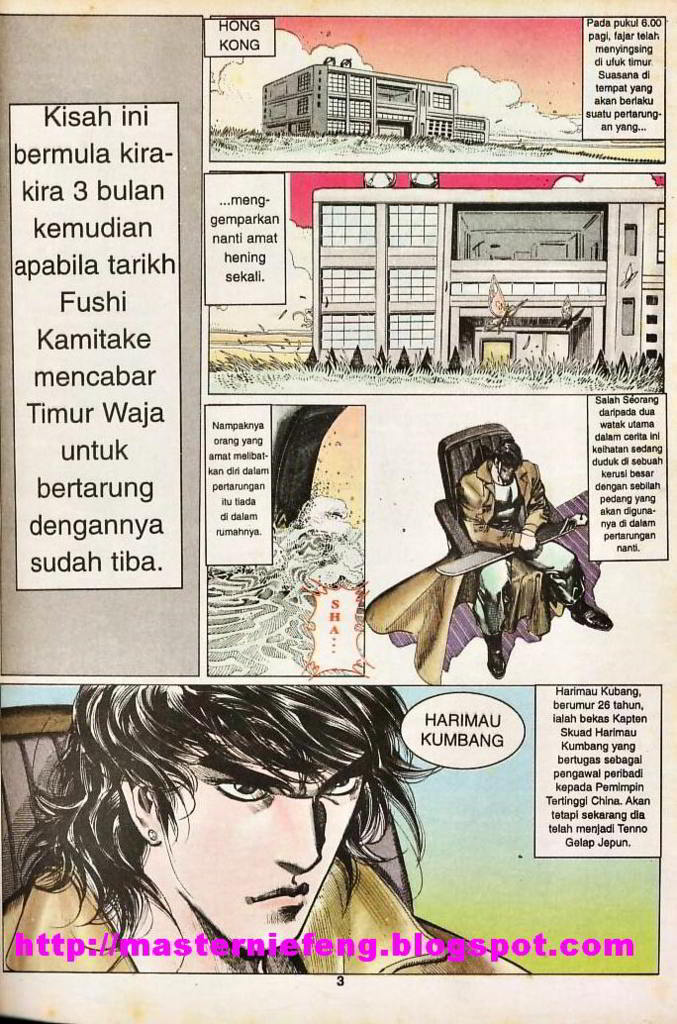 Kisah ini
bermula kira-
kira 3 bulan
kemudian
apabila tarikh
Fushi
Kamitake
mencabar
Timur Waja
untuk
bertarung
dengannya
sudah tiba.
HONG
KONG
Pada pukul 6.00
pagi, fajar telah
menyingsing
di ufuk timur.
Suasana di
tempat yang
akan berlaku
suatu pertarung-
an yang...
...meng-
gemparkan
nanti amat
hening
sekali.
Nampaknya
orang yang
amat melibat-
kan diri dalam
pertarungan
itu tiada
di dalam
rumahnya.
SHA...
Salah Seorang
daripada dua
watak utama
dalam cerita ini
kelihatan sedang
duduk di sebuah
kerusi besar
dengan sebilah
pedang yang
akan diguna-
nya di dalam
pertarungan
nanti.
HARIMAU
KUMBANG
Harimau Kubang,
berumur 26 tahun,
ialah bekas Kapten
Skuad Harimau
Kumbang yang
bertugas sebagai
pengawal peribadi
kepada Pemimpin
Tertinggi China. Akan
tetapi sekarang dia
telah menjadi Tenno
Gelap Jepun.
http://masterniefeng.blogspot.com
3